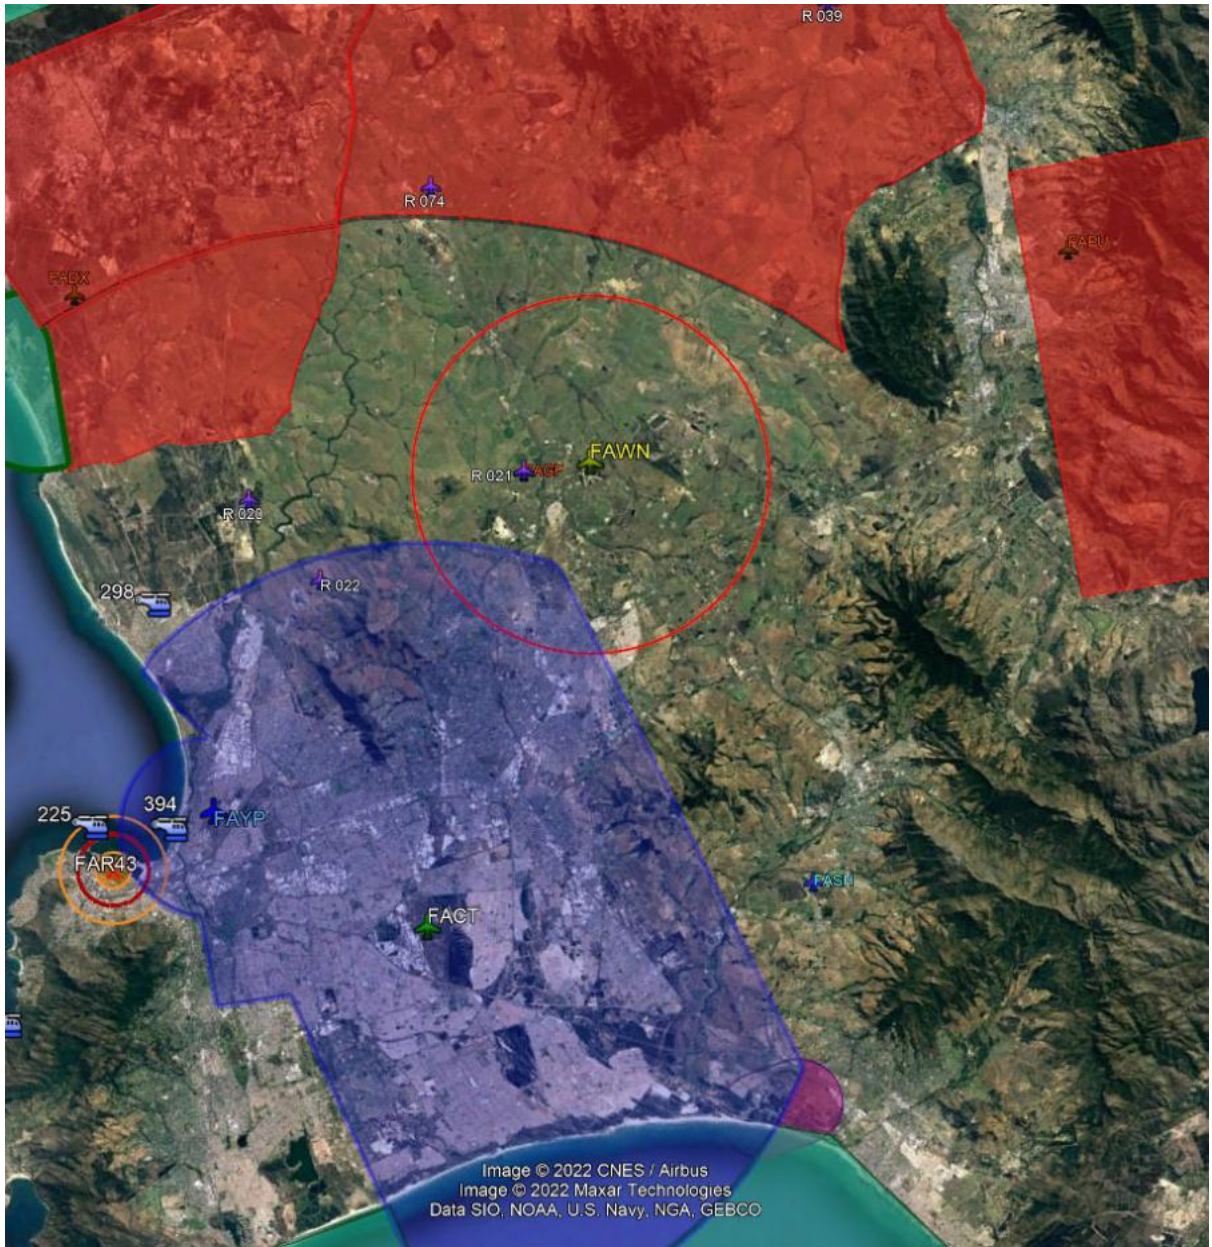 R 039
R 074
FAPU
FADX
FAWN
R 021
R 020
R 022
298
225
394
FAYP
FAR43
FASH
FACT
Image © 2022 CNES / Airbus
Image © 2022 Maxar Technologies
Data SIO, NOAA, U.S. Navy, NGA, GEBCO